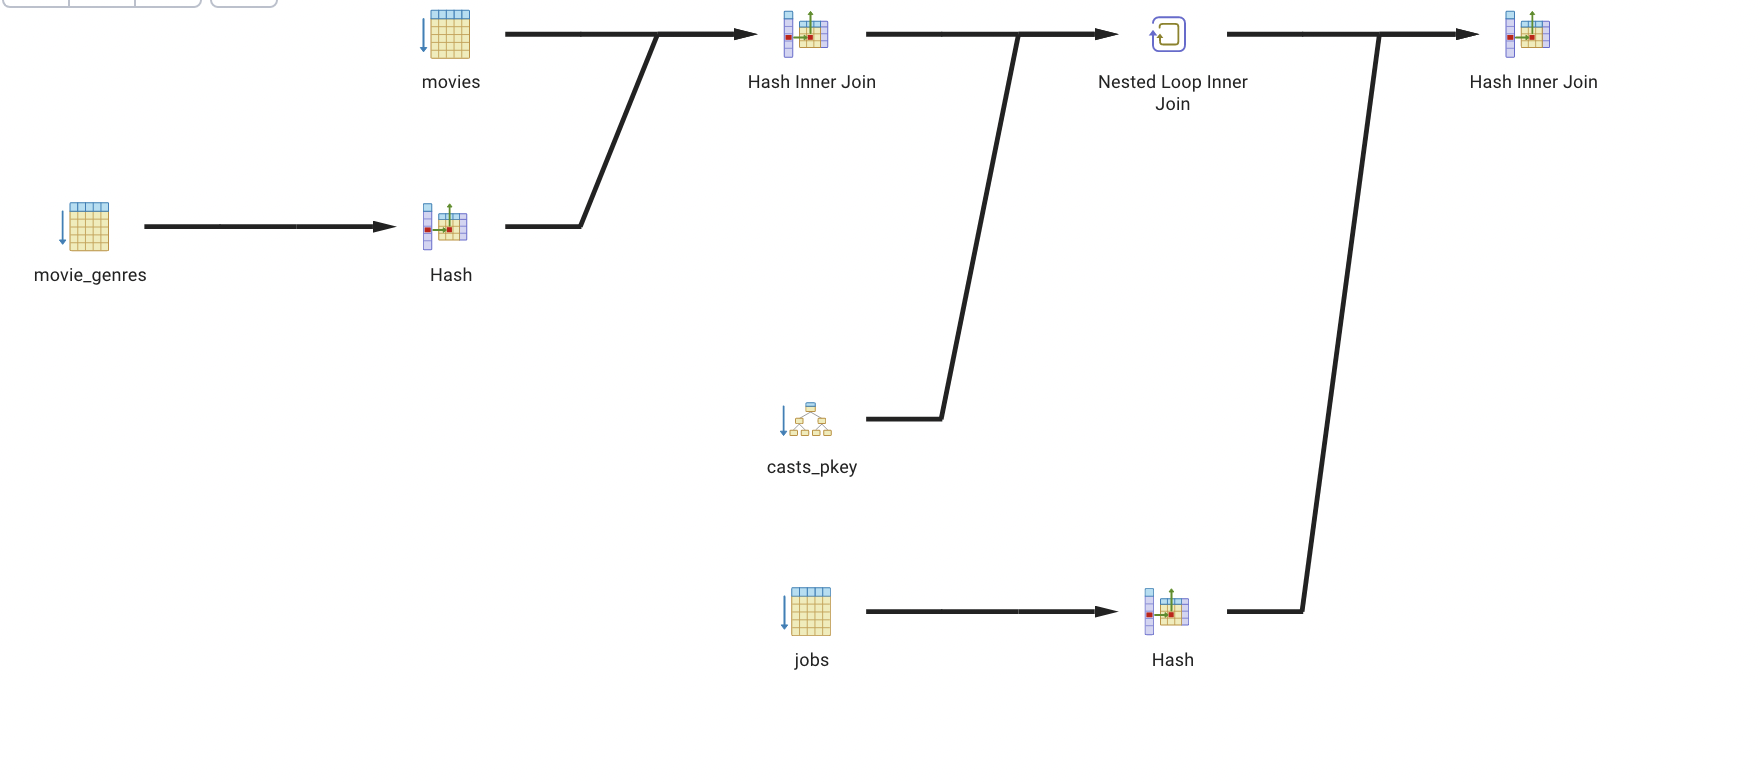 movies
Hash Inner Join
Nested Loop Inner
Join
Hash Inner Join
movie_genres
Hash
casts_pkey
jobs
Hash